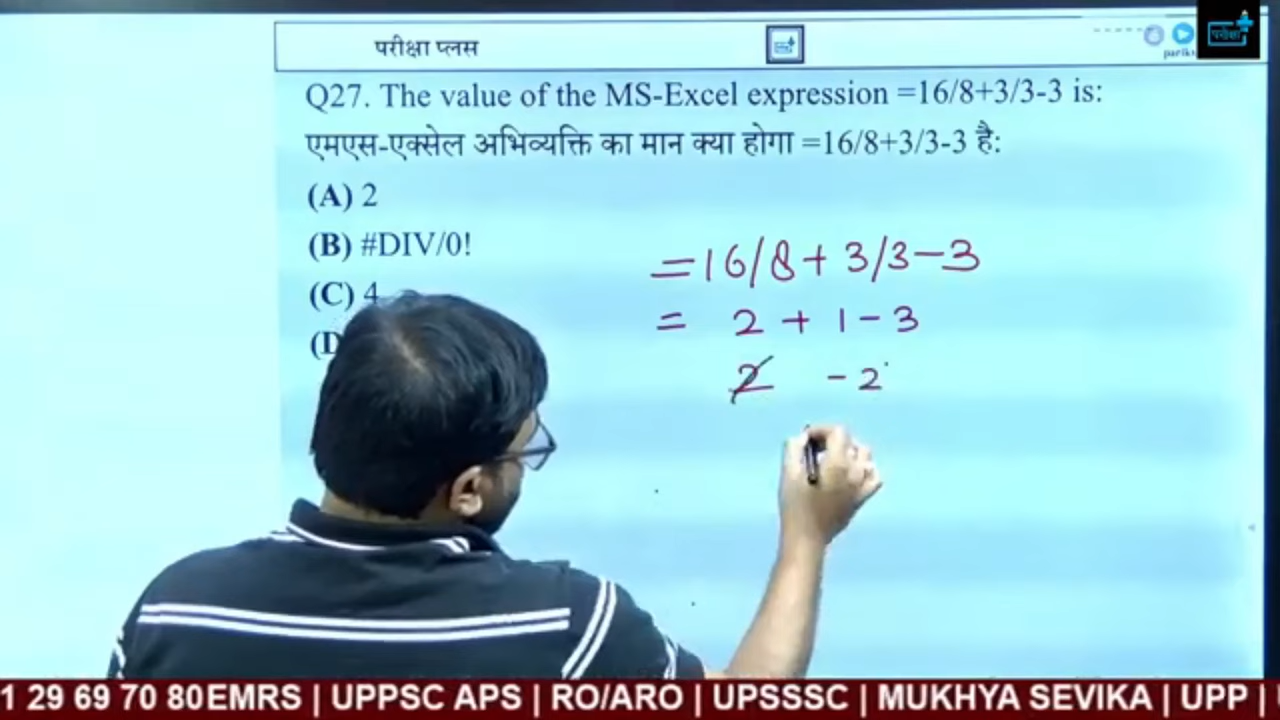 परीक्षा प्लस
परीक्षा
Q27. The value of the MS-Excel expression =16/8+3/3-3 is:
एमएस-एक्सेल अभिव्यक्ति का मान क्या होगा =16/8+3/3-3 है:
(A) 2
(B) #DIV/0!
(C) 4
=16/8+3/3-3
= 2+1-3
2 -2
1 29 69 70 80EMRS | UPPSC APS | RO/ARO | UPSSSC | MUKHYA SEVIKA | UPP |